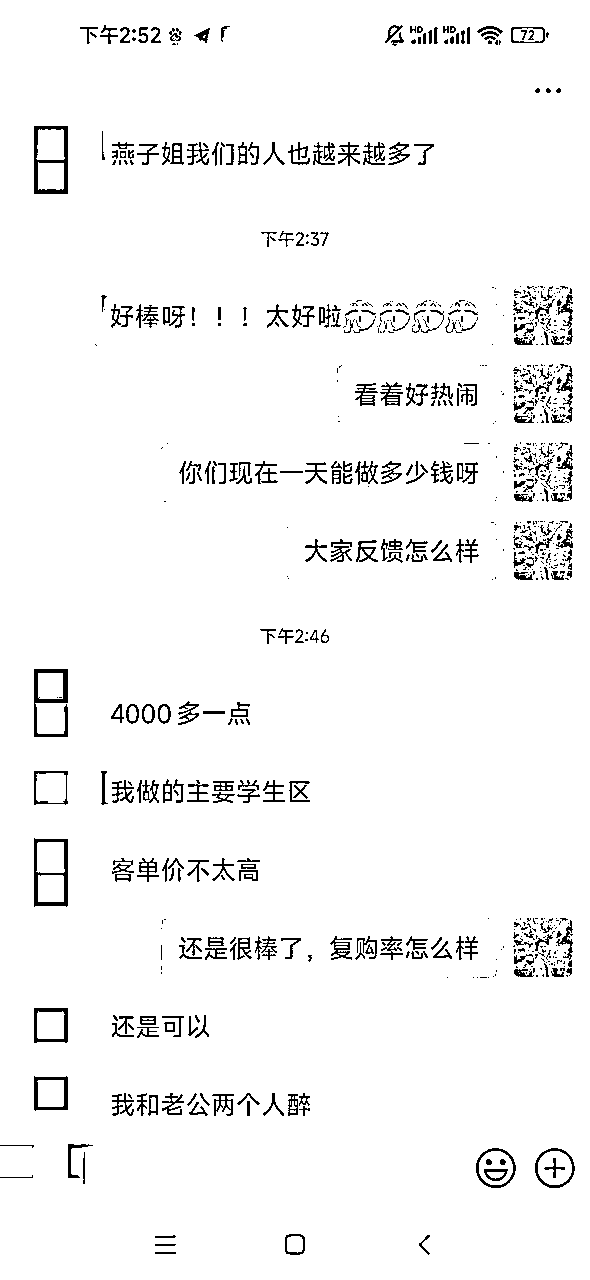 下午2:52
72
燕子姐我们的人也越来越多了
下午2:37
好棒呀！！！太好啦
看着好热闹
你们现在一天能做多少钱呀
大家反馈怎么样
下午2:46
4000多一点
我做的主要学生区
客单价不太高
还是很棒了，复购率怎么样
还是可以
我和老公两个人醉